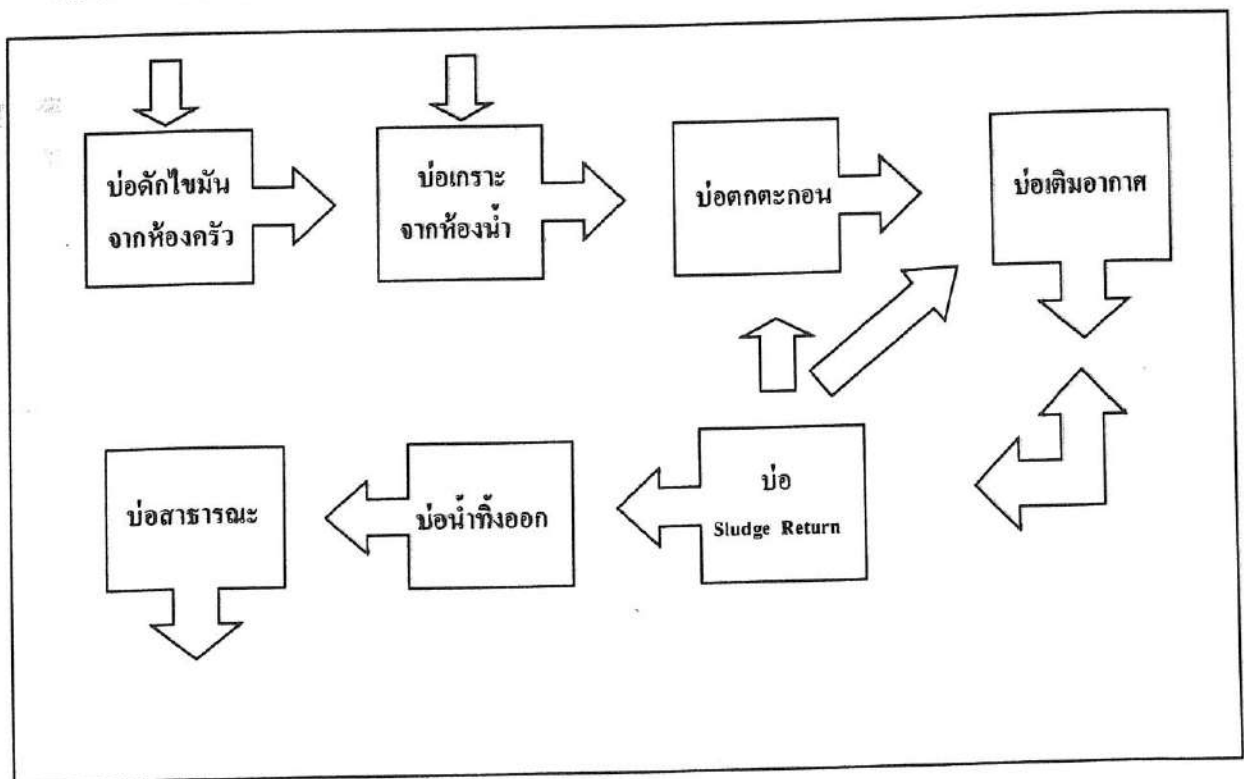 บ่อดักไขมัน
จากห้องครัว
บ่อเกราะ
จากห้องน้ำ
บ่อตกตะกอน
บ่อเติมอากาศ
บ่อสาธารณะ
บ่อน้ำทิ้งออก
บ่อ
Sludge Return